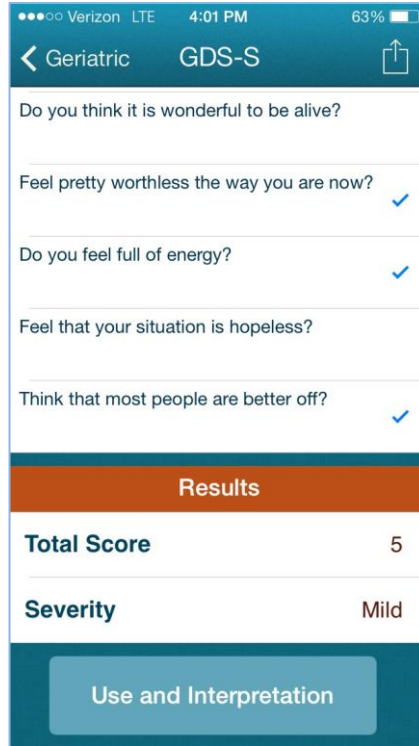 Verizon LTE 4:01 PM 63%
Geriatric GDS-S
Do you think it is wonderful to be alive?
Feel pretty worthless the way you are now?
Do you feel full of energy?
Feel that your situation is hopeless?
Think that most people are better off?
Results
Total Score 5
Severity Mild
Use and Interpretation